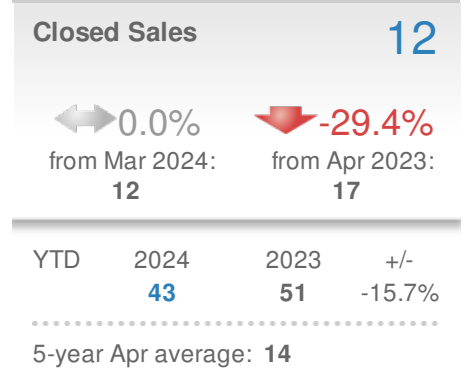 Closed Sales 12
0.0% -29.4%
from Mar 2024: from Apr 2023:
12 17
YTD 2024 2023 +/-
43 51 -15.7%
5-year Apr average: 14